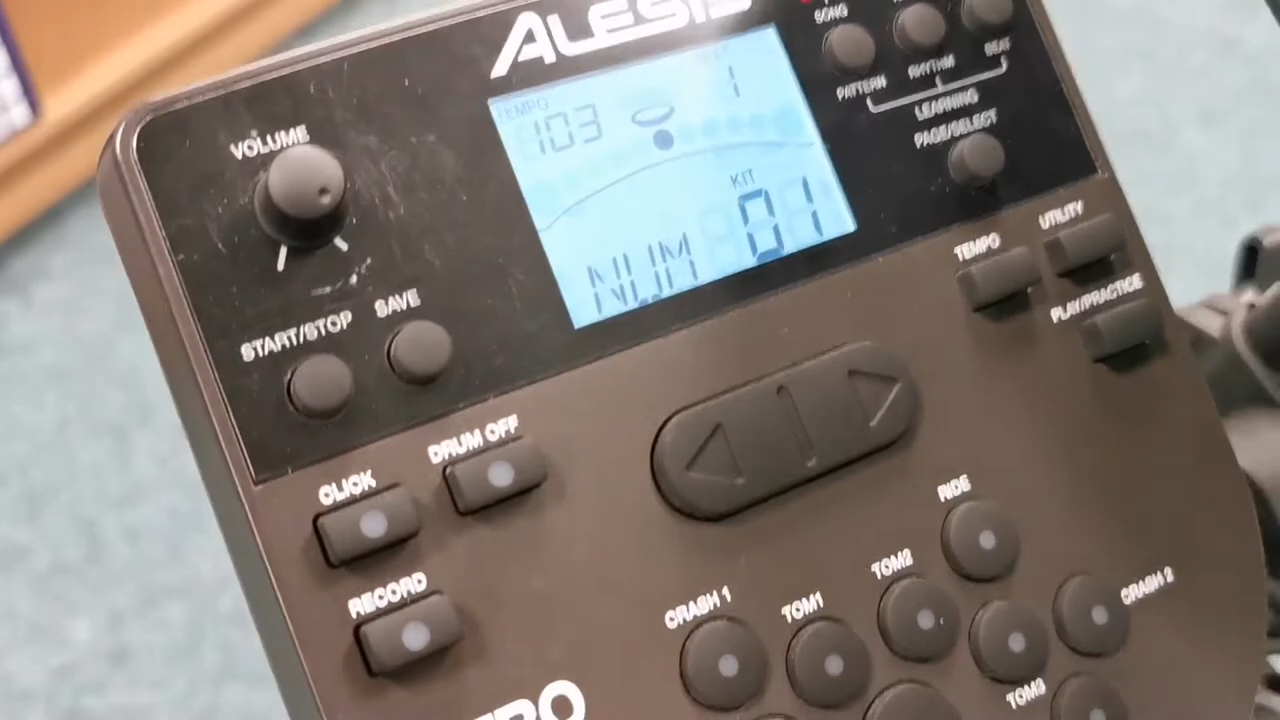 ALESIS
SONG
PATTERN
RHYTHM
BEAT
LEARNING
PAGE/SELECT
VOLUME
TEMPO
103
1
KIT
NUM
01
START/STOP
SAVE
TEMPO
UTILITY
PLAY/PRACTICE
CLICK
DRUM OFF
RECORD
RIDE
TOM2
CRASH 1
TOM1
CRASH 2
TOM3